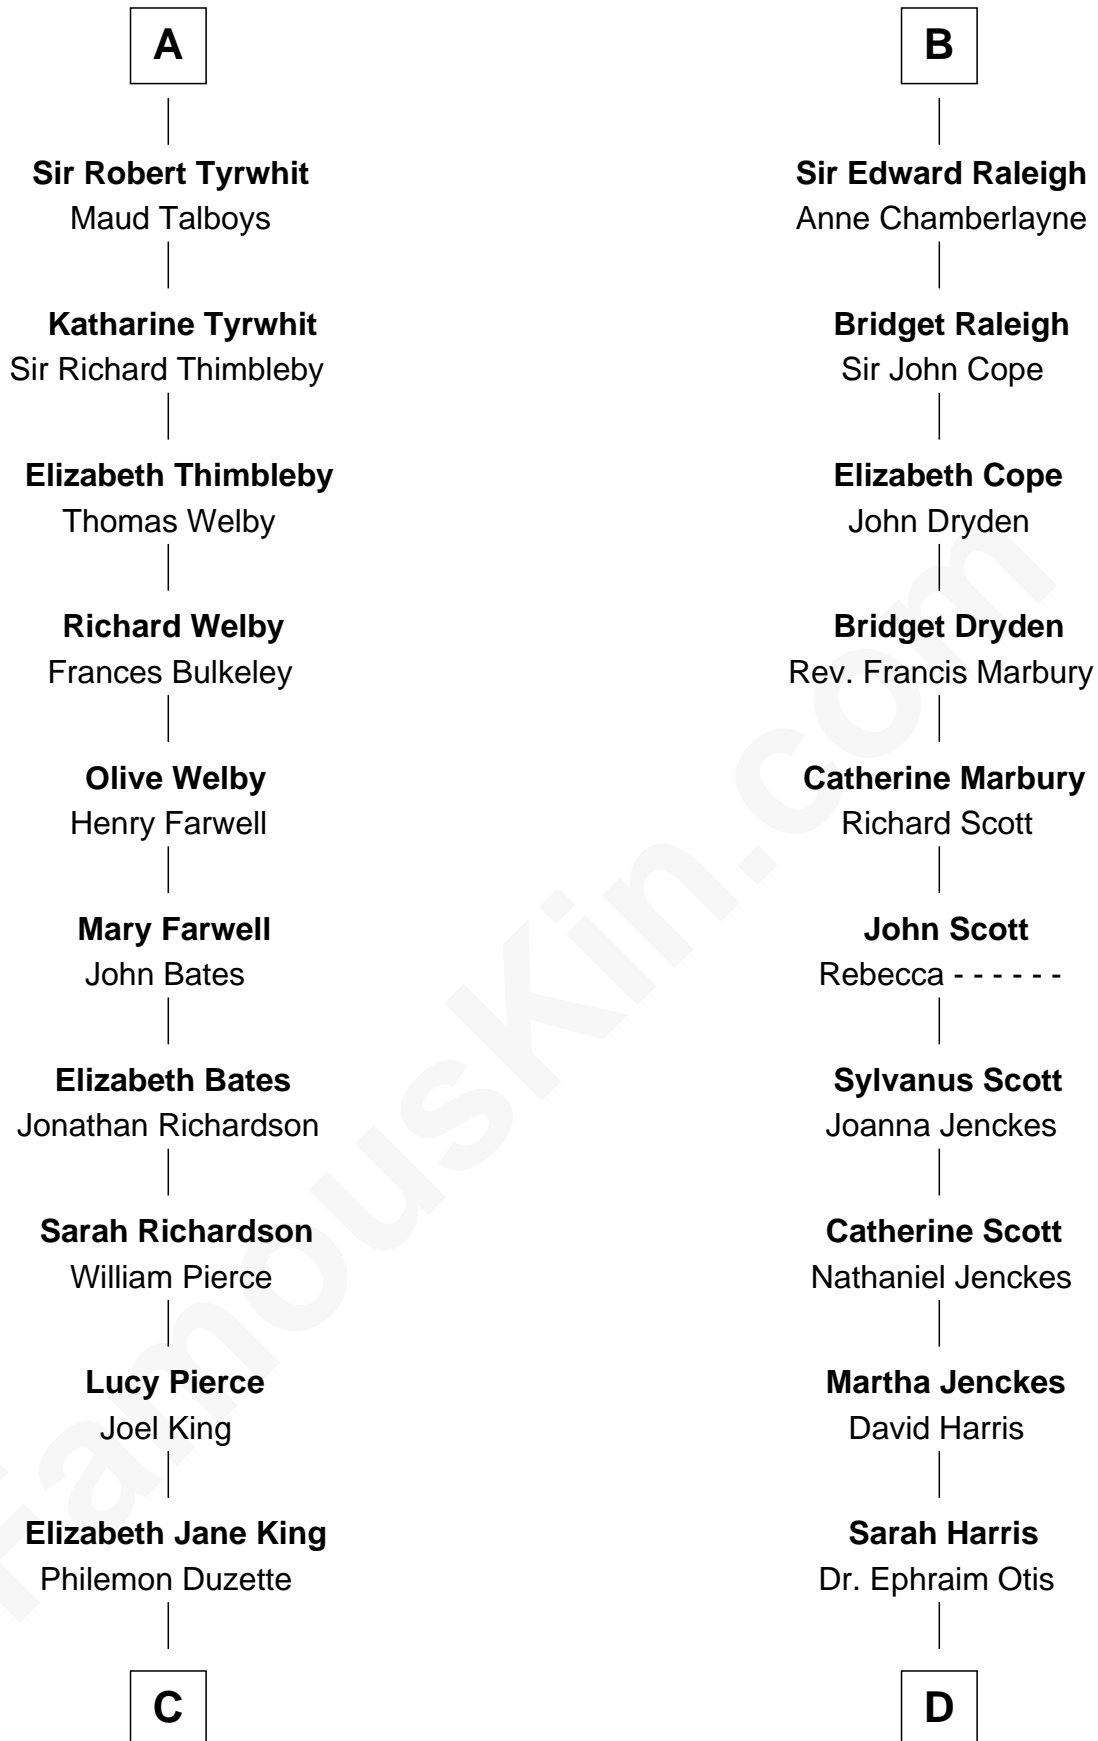 A
Sir Robert Tyrwhit
Maud Talboys
Katharine Tyrwhit
Sir Richard Thimbleby
Elizabeth Thimbleby
Thomas Welby
Richard Welby
Frances Bulkeley
Olive Welby
Henry Farwell
Mary Farwell
John Bates
Elizabeth Bates
Jonathan Richardson
Sarah Richardson
William Pierce
Lucy Pierce
Joel King
Elizabeth Jane King
Philemon Duzette
C
B
Sir Edward Raleigh
Anne Chamberlayne
Bridget Raleigh
Sir John Cope
Elizabeth Cope
John Dryden
Bridget Dryden
Rev. Francis Marbury
Catherine Marbury
Richard Scott
John Scott
Rebecca - - - - - -
Sylvanus Scott
Joanna Jenckes
Catherine Scott
Nathaniel Jenckes
Martha Jenckes
David Harris
Sarah Harris
Dr. Ephraim Otis
D
FamousKin.com